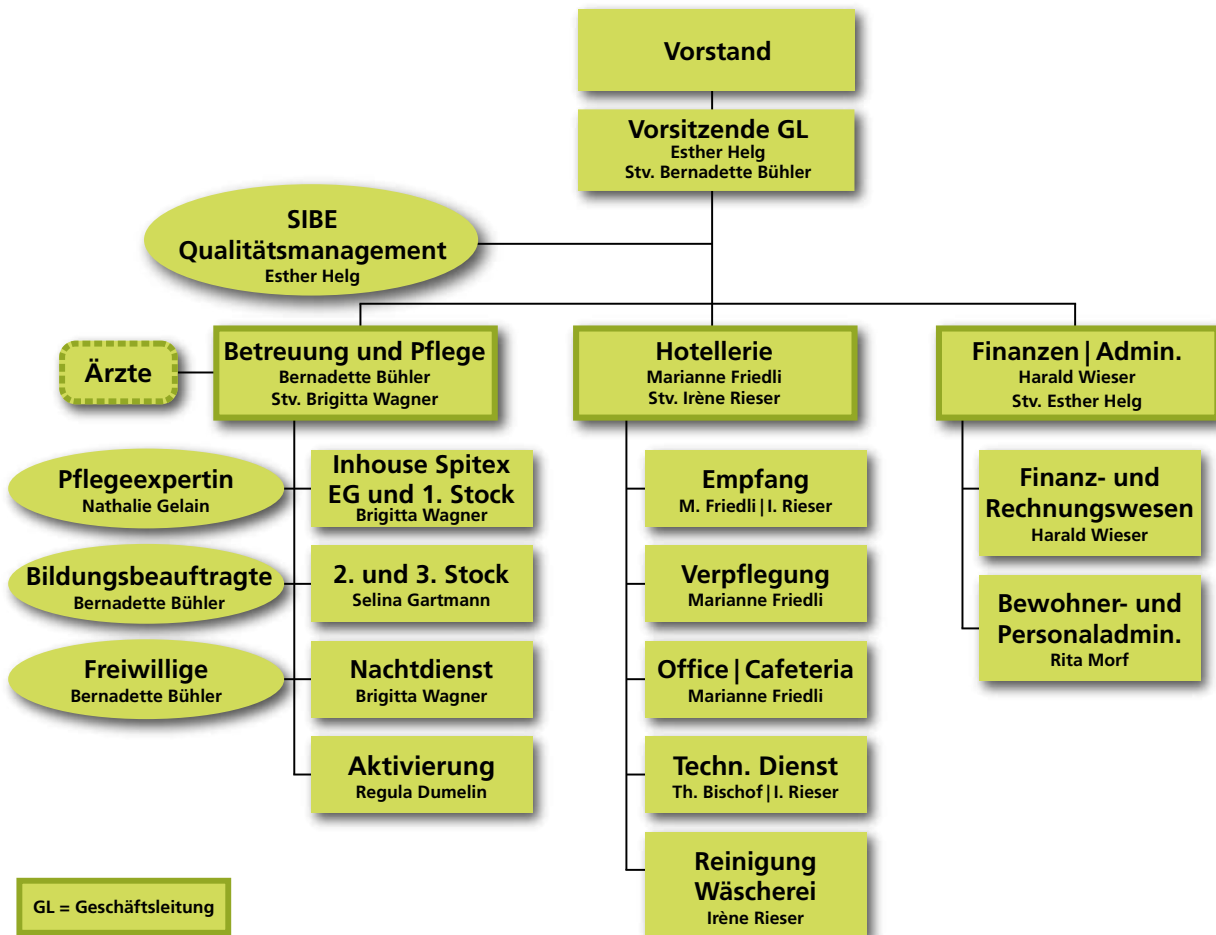 Vorstand
Vorsitzende GL
Esther Helg
Stv. Bernadette Bühler
SIBE
Qualitätsmanagement
Esther Helg
Ärzte
Betreuung und Pflege
Bernadette Bühler
Stv. Brigitta Wagner
Hotellerie
Marianne Friedli
Stv. Irène Rieser
Finanzen | Admin.
Harald Wieser
Stv. Esther Helg
Pflegeexpertin
Nathalie Gelain
Bildungsbeauftragte
Bernadette Bühler
Freiwillige
Bernadette Bühler
Inhouse Spitex
EG und 1. Stock
Brigitta Wagner
2. und 3. Stock
Selina Gartmann
Nachtdienst
Brigitta Wagner
Aktivierung
Regula Dumelin
Empfang
M. Friedli | I. Rieser
Verpflegung
Marianne Friedli
Office | Cafeteria
Marianne Friedli
Techn. Dienst
Th. Bischof | I. Rieser
Reinigung
Wäscherei
Irène Rieser
Finanz- und
Rechnungswesen
Harald Wieser
Bewohner- und
Personaladmin.
Rita Morf
GL = Geschäftsleitung